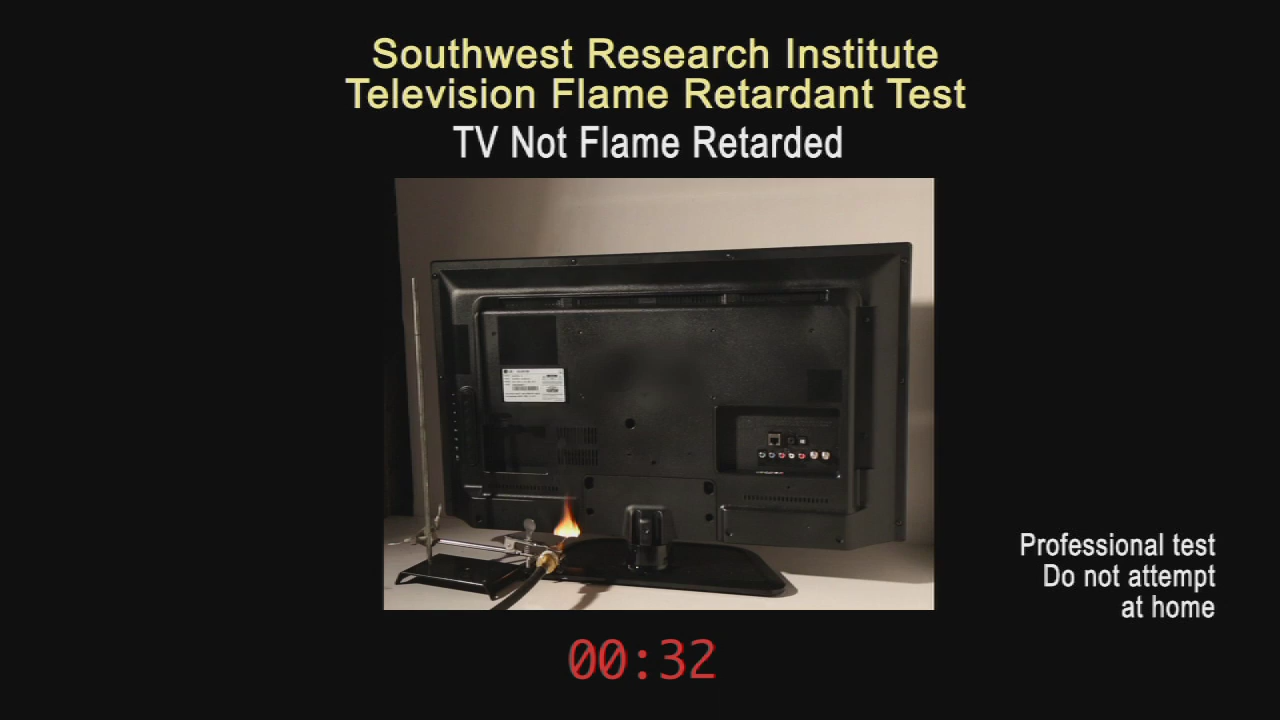 Southwest Research Institute
Television Flame Retardant Test
TV Not Flame Retarded
Professional test
Do not attempt
at home
00:32